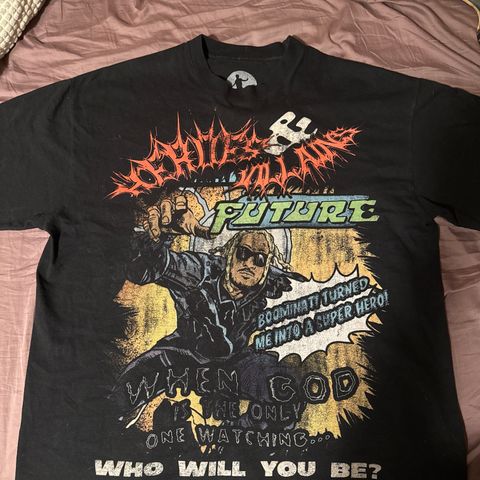 HEROES &
VILLAINS
FUTURE
BOOMINATI TURNED
ME INTO A SUPER HERO!
WHEN GOD
IS THE ONLY
ONE WATCHING...
WHO WILL YOU BE?